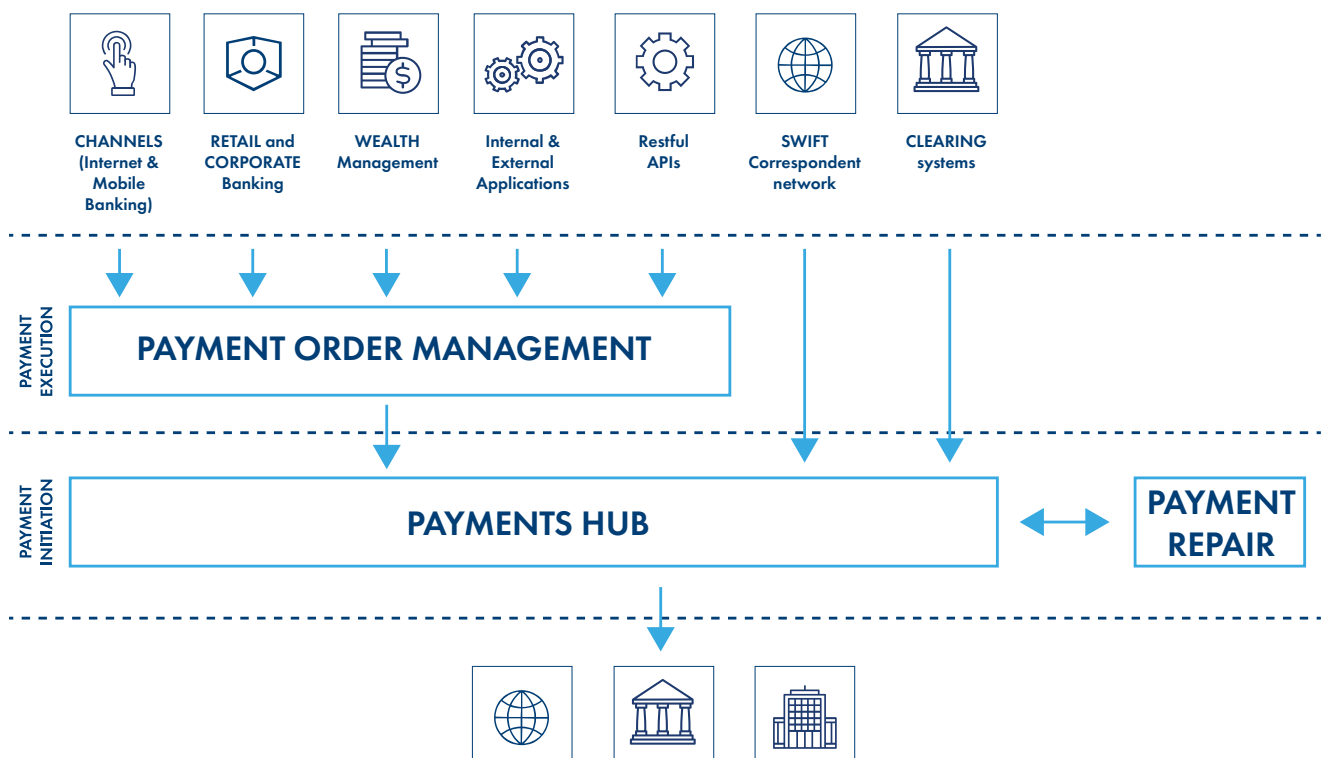 CHANNELS
(Internet &
Mobile
Banking)
RETAIL and
CORPORATE
Banking
WEALTH
Management
Internal &
External
Applications
Restful
APIs
SWIFT
Correspondent
network
CLEARING
systems
PAYMENT
EXECUTION
PAYMENT ORDER MANAGEMENT
PAYMENT
INITIATION
PAYMENTS HUB
PAYMENT
REPAIR
$